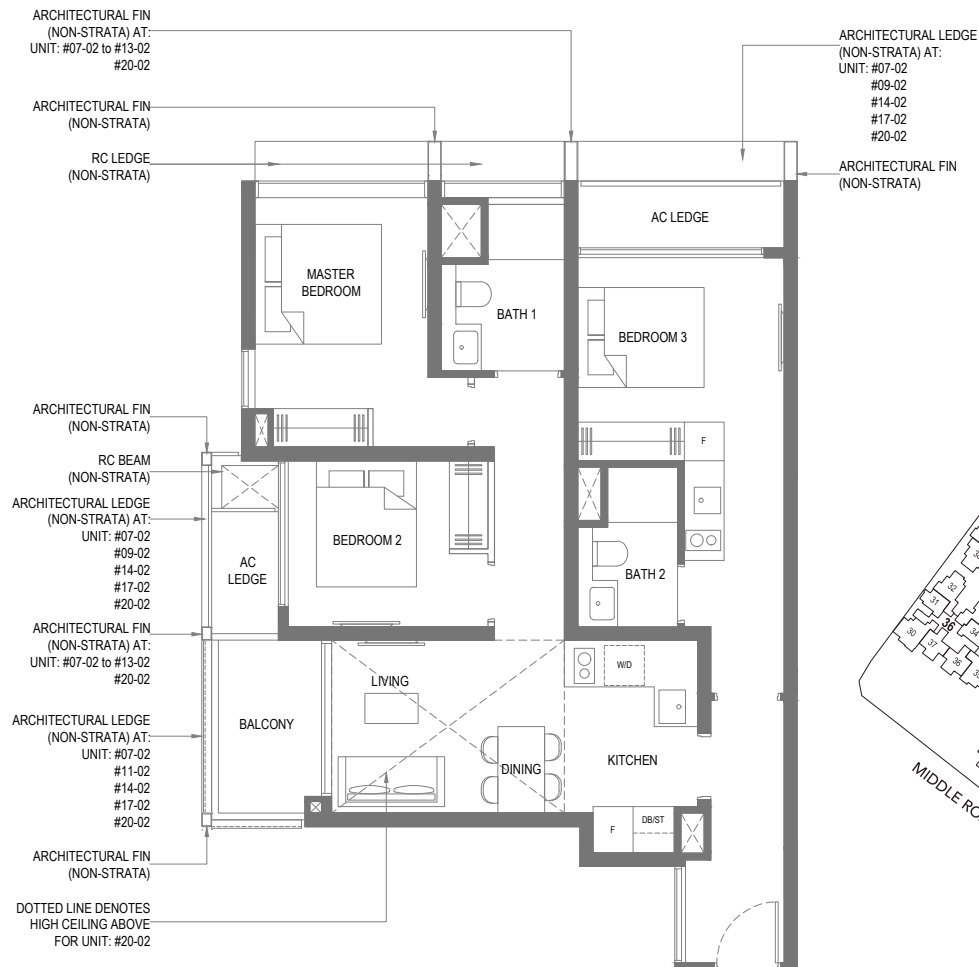 ARCHITECTURAL FIN
(NON-STRATA) AT:
UNIT: #07-02 to #13-02
#20-02
ARCHITECTURAL FIN
(NON-STRATA)
RC LEDGE
(NON-STRATA)
ARCHITECTURAL LEDGE
(NON-STRATA) AT:
UNIT: #07-02
#09-02
#14-02
#17-02
#20-02
ARCHITECTURAL FIN
(NON-STRATA)
AC LEDGE
MASTER
BEDROOM
BATH 1
BEDROOM 3
F
ARCHITECTURAL FIN
(NON-STRATA)
RC BEAM
(NON-STRATA)
ARCHITECTURAL LEDGE
(NON-STRATA) AT:
UNIT: #07-02
#09-02
#14-02
#17-02
#20-02
ARCHITECTURAL FIN
(NON-STRATA) AT:
UNIT: #07-02 to #13-02
#20-02
ARCHITECTURAL LEDGE
(NON-STRATA) AT:
UNIT: #07-02
#11-02
#14-02
#17-02
#20-02
ARCHITECTURAL FIN
(NON-STRATA)
DOTTED LINE DENOTES
HIGH CEILING ABOVE
FOR UNIT: #20-02
BEDROOM 2
AC
LEDGE
BATH 2
LIVING
W/D
BALCONY
DINING
KITCHEN
F
DB/ST
32
31
36
30
37
36
MIDDLE RO